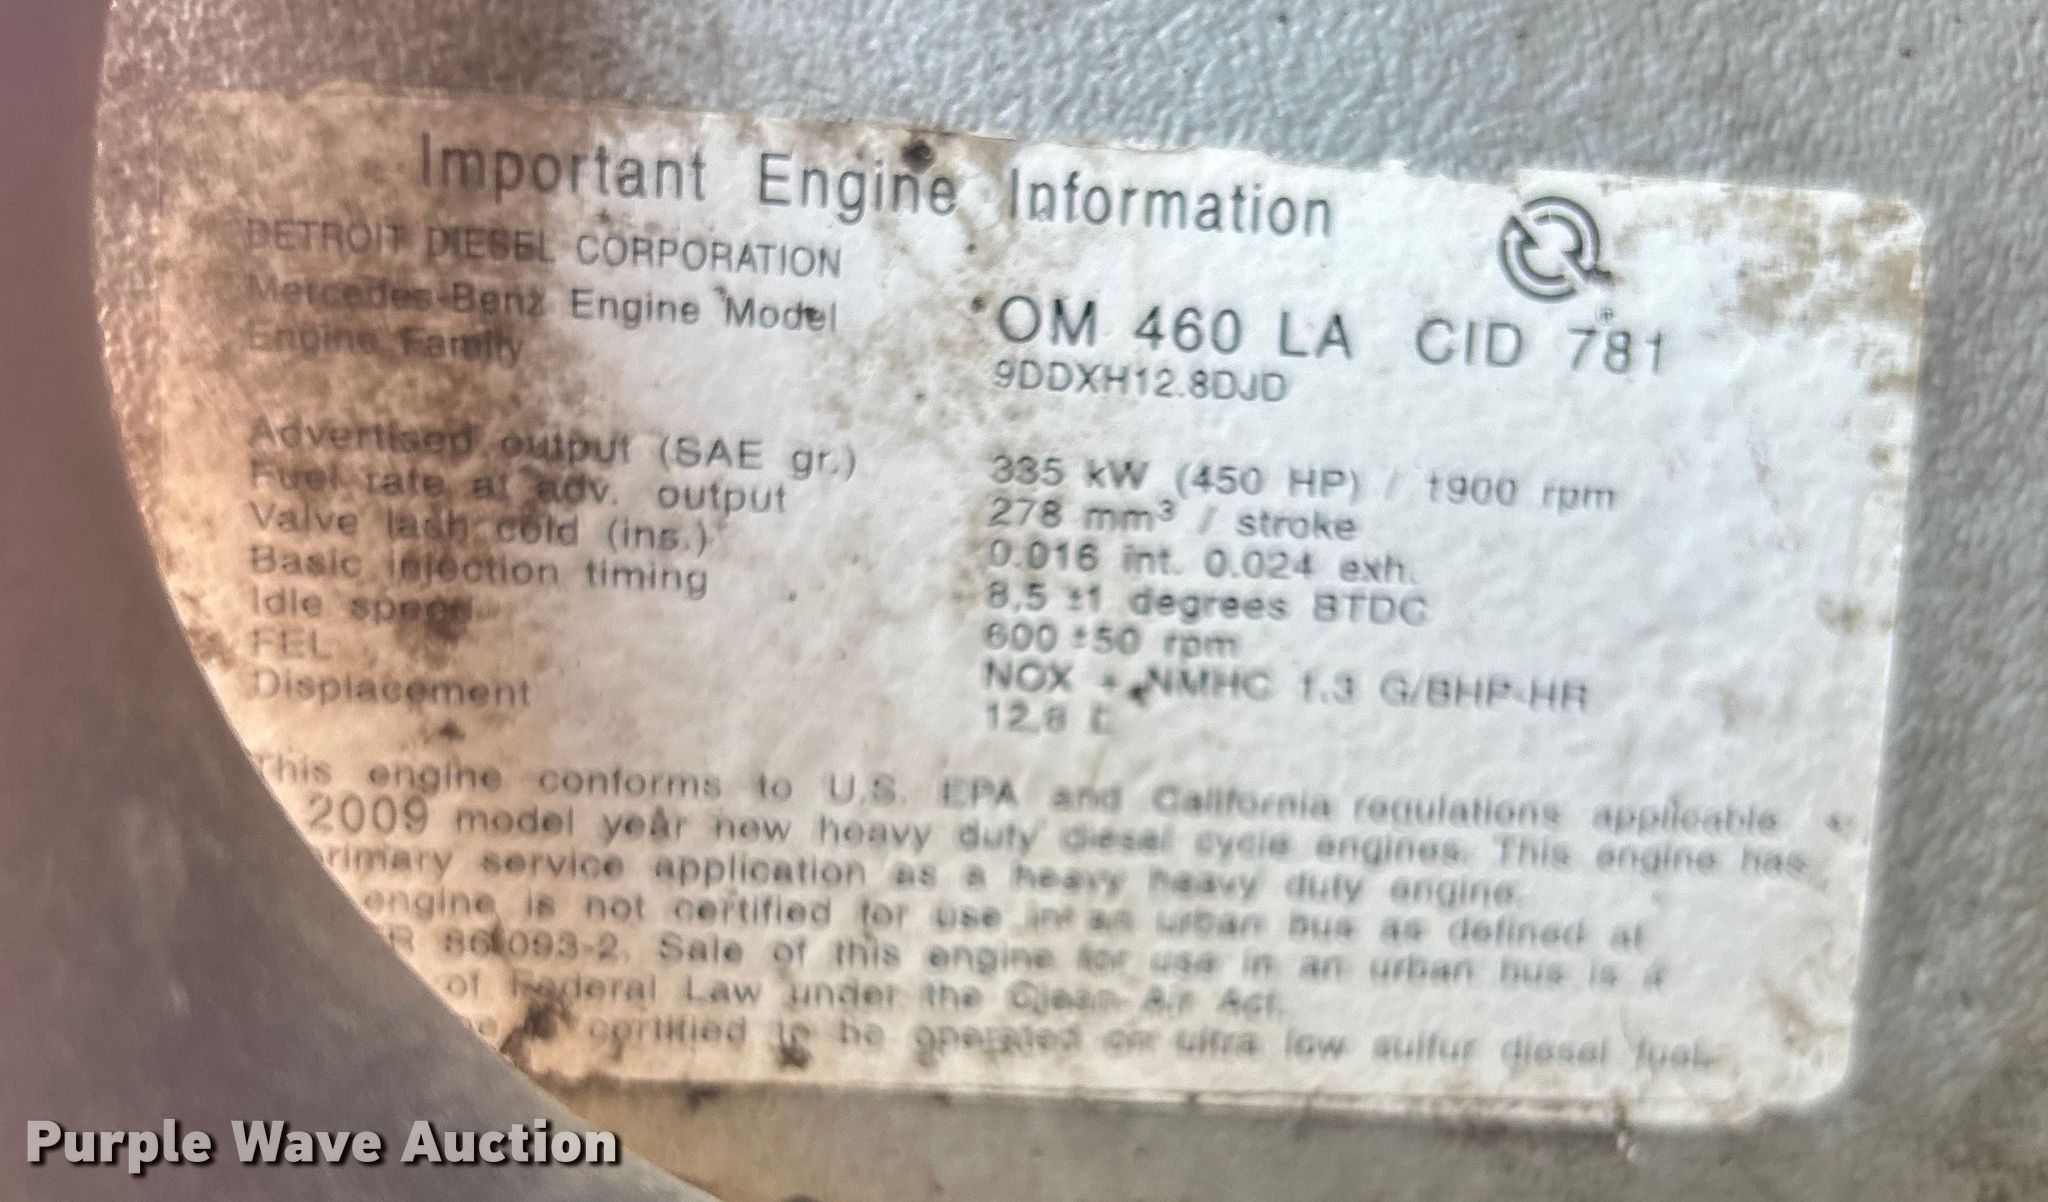 Important Engine Information
DETROIT DIESEL CORPORATION
Mercedes-Benz Engine Model OM 460 LA CID 781
Engine Family 9DDXH12.8DJD
Advertised output (SAE gr.) 335 kW (450 HP) / 1900 rpm
Fuel rate at adv. output 278 mm³ / stroke
Valve lash cold (ins.) 0.016 int. 0.024 exh.
Basic injection timing 8,5 ±1 degrees BTDC
Idle speed 600 ±50 rpm
FEL NOX + NMHC 1.3 G/BHP-HR
Displacement 12,8 L
This engine conforms to U.S. EPA and California regulations applicable
2009 model year new heavy duty diesel cycle engines. This engine has
rimary service application as a heavy heavy duty engine.
engine is not certified for use in an urban bus as defined at
R 86.093-2. Sale of this engine for use in an urban bus is a
of Federal Law under the Clean Air Act.
certified to be operated on ultra low sulfur diesel fuel.
Purple Wave Auction